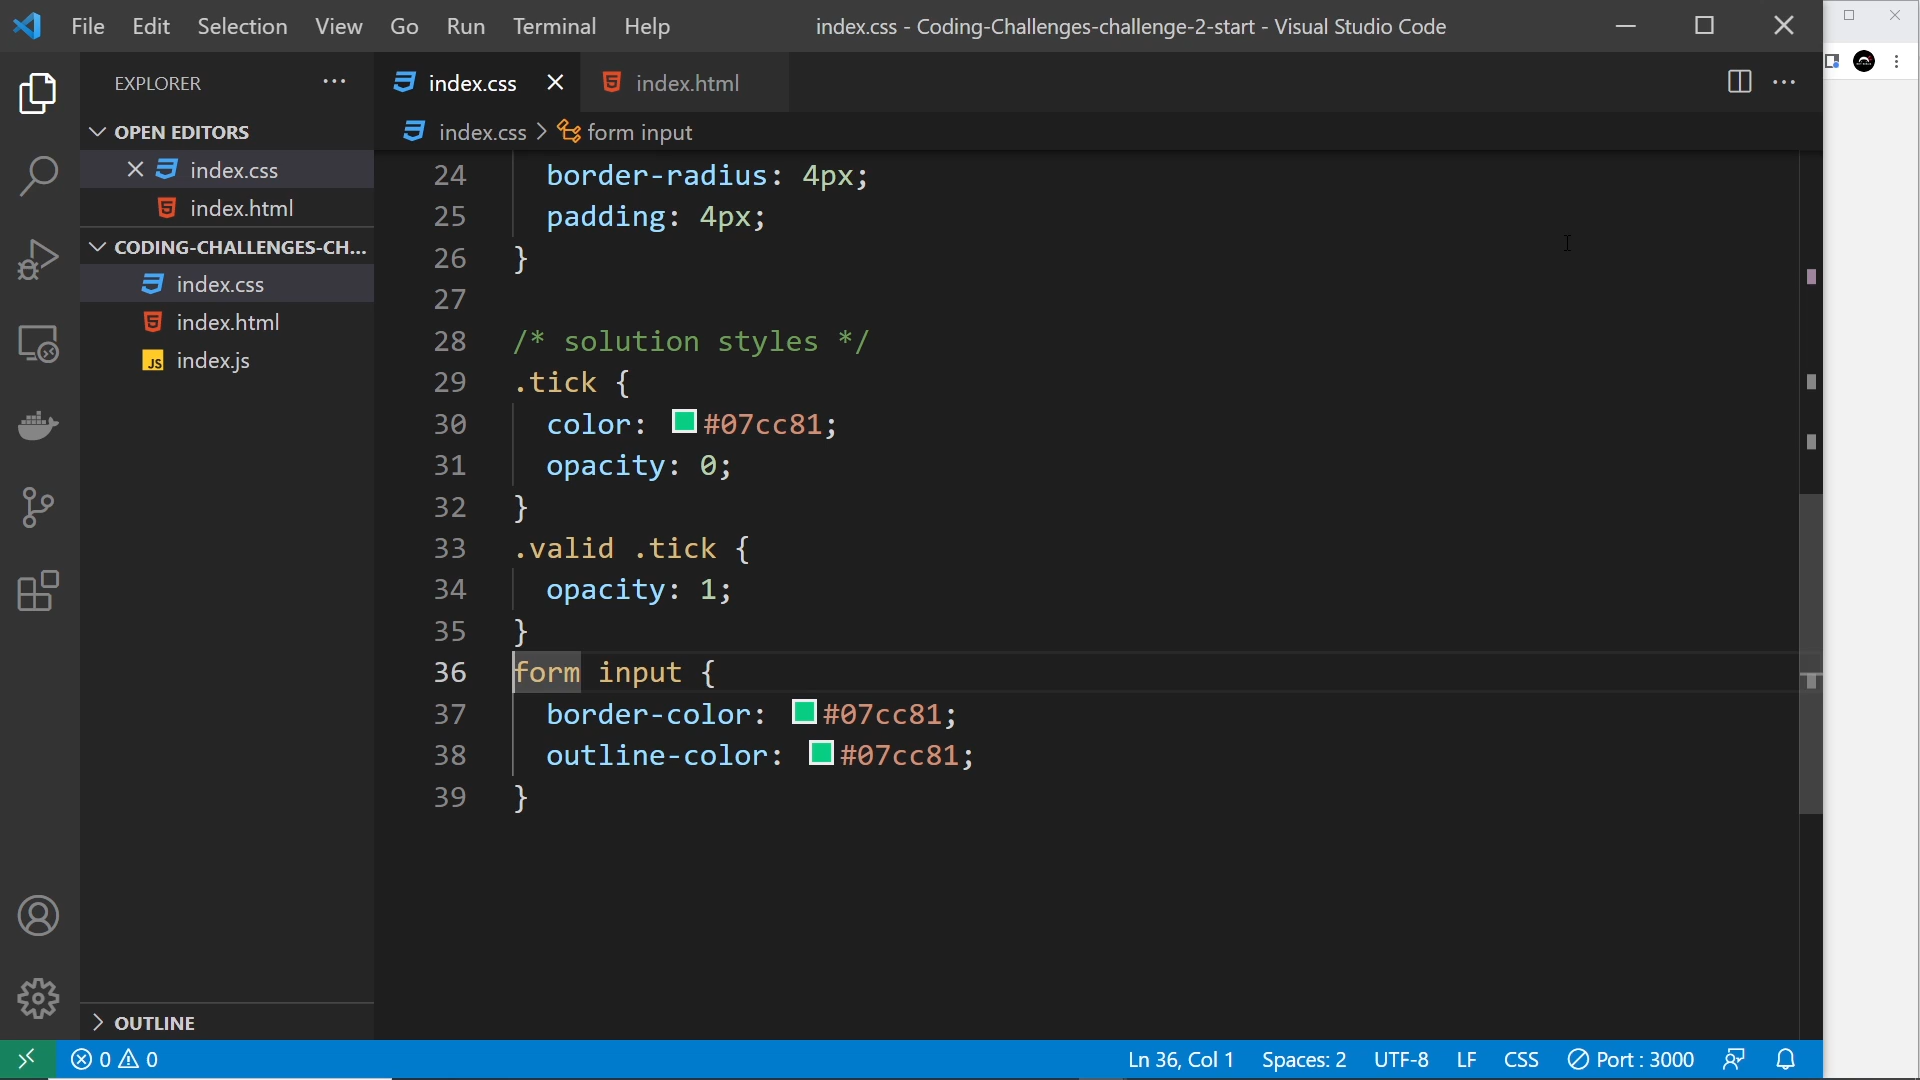 File Edit Selection View Go Run Terminal Help index.css - Coding-Challenges-challenge-2-start - Visual Studio Code
EXPLORER
OPEN EDITORS
index.css
index.html
CODING-CHALLENGES-CH...
index.css
index.html
JS index.js
OUTLINE
index.css index.html
index.css > form input
24 border-radius: 4px;
25 padding: 4px;
26 }
27
28 /* solution styles */
29 .tick {
30 color: #07cc81;
31 opacity: 0;
32 }
33 .valid .tick {
34 opacity: 1;
35 }
36 form input {
37 border-color: #07cc81;
38 outline-color: #07cc81;
39 }
0 0 Ln 36, Col 1 Spaces: 2 UTF-8 LF CSS Port : 3000